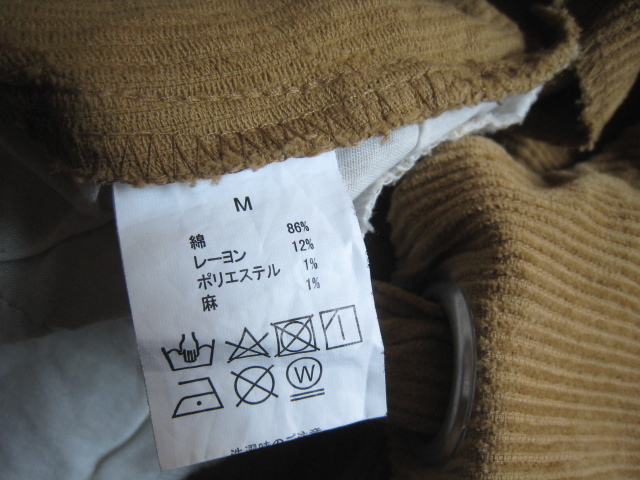 M
綿 86%
レーヨン 12%
ポリエステル 1%
麻 1%
W